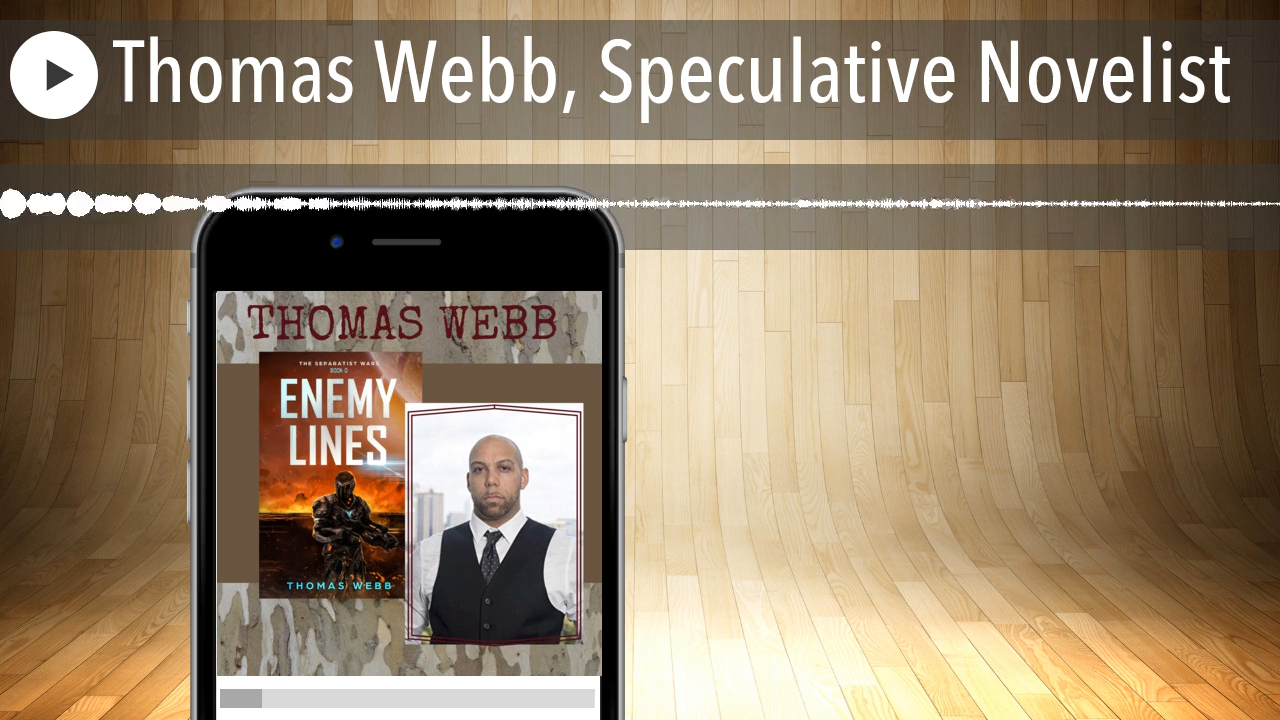 Thomas Webb, Speculative Novelist
THOMAS WEBB
THE SEPARATIST WARS
BOOK 0
ENEMY
LINES
THOMAS WEBB